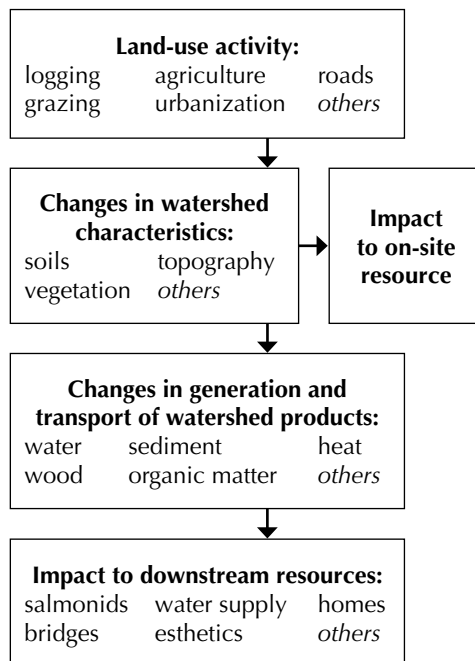 Land-use activity:
logging agriculture roads
grazing urbanization others
Changes in watershed
characteristics:
soils topography
vegetation others
Impact
to on-site
resource
Changes in generation and
transport of watershed products:
water sediment heat
wood organic matter others
Impact to downstream resources:
salmonids water supply homes
bridges esthetics others